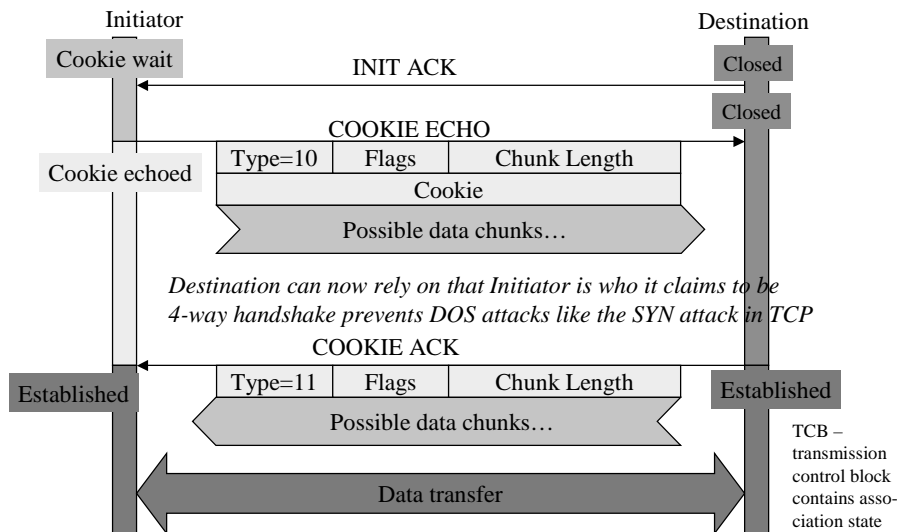 Initiator
Destination
Cookie wait
INIT ACK
Closed
Closed
COOKIE ECHO
Type=10 Flags Chunk Length
Cookie echoed
Cookie
Possible data chunks…
Destination can now rely on that Initiator is who it claims to be
4-way handshake prevents DOS attacks like the SYN attack in TCP
COOKIE ACK
Type=11 Flags Chunk Length
Established
Established
Possible data chunks…
TCB –
transmission
control block
contains asso-
ciation state
Data transfer